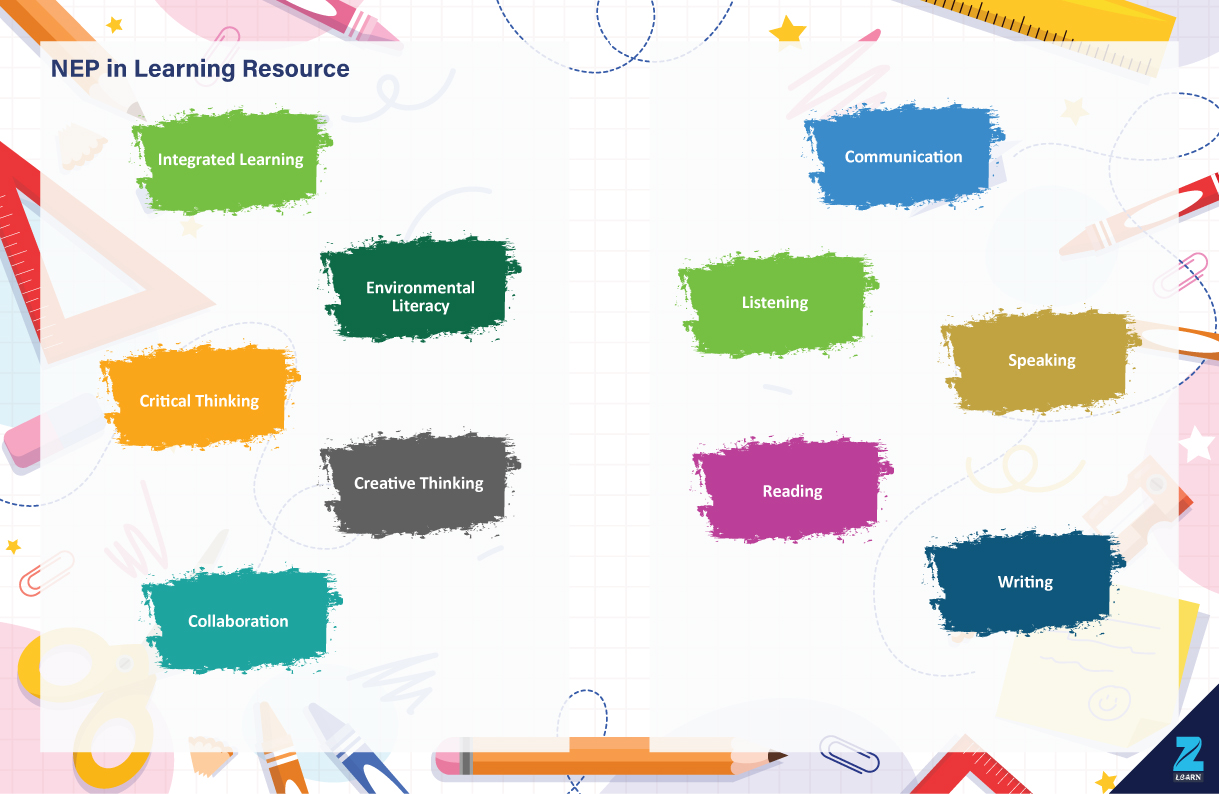 NEP in Learning Resource
Integrated Learning
Environmental
Literacy
Critical Thinking
Creative Thinking
Collaboration
Communication
Listening
Speaking
Reading
Writing
Z
LEARN